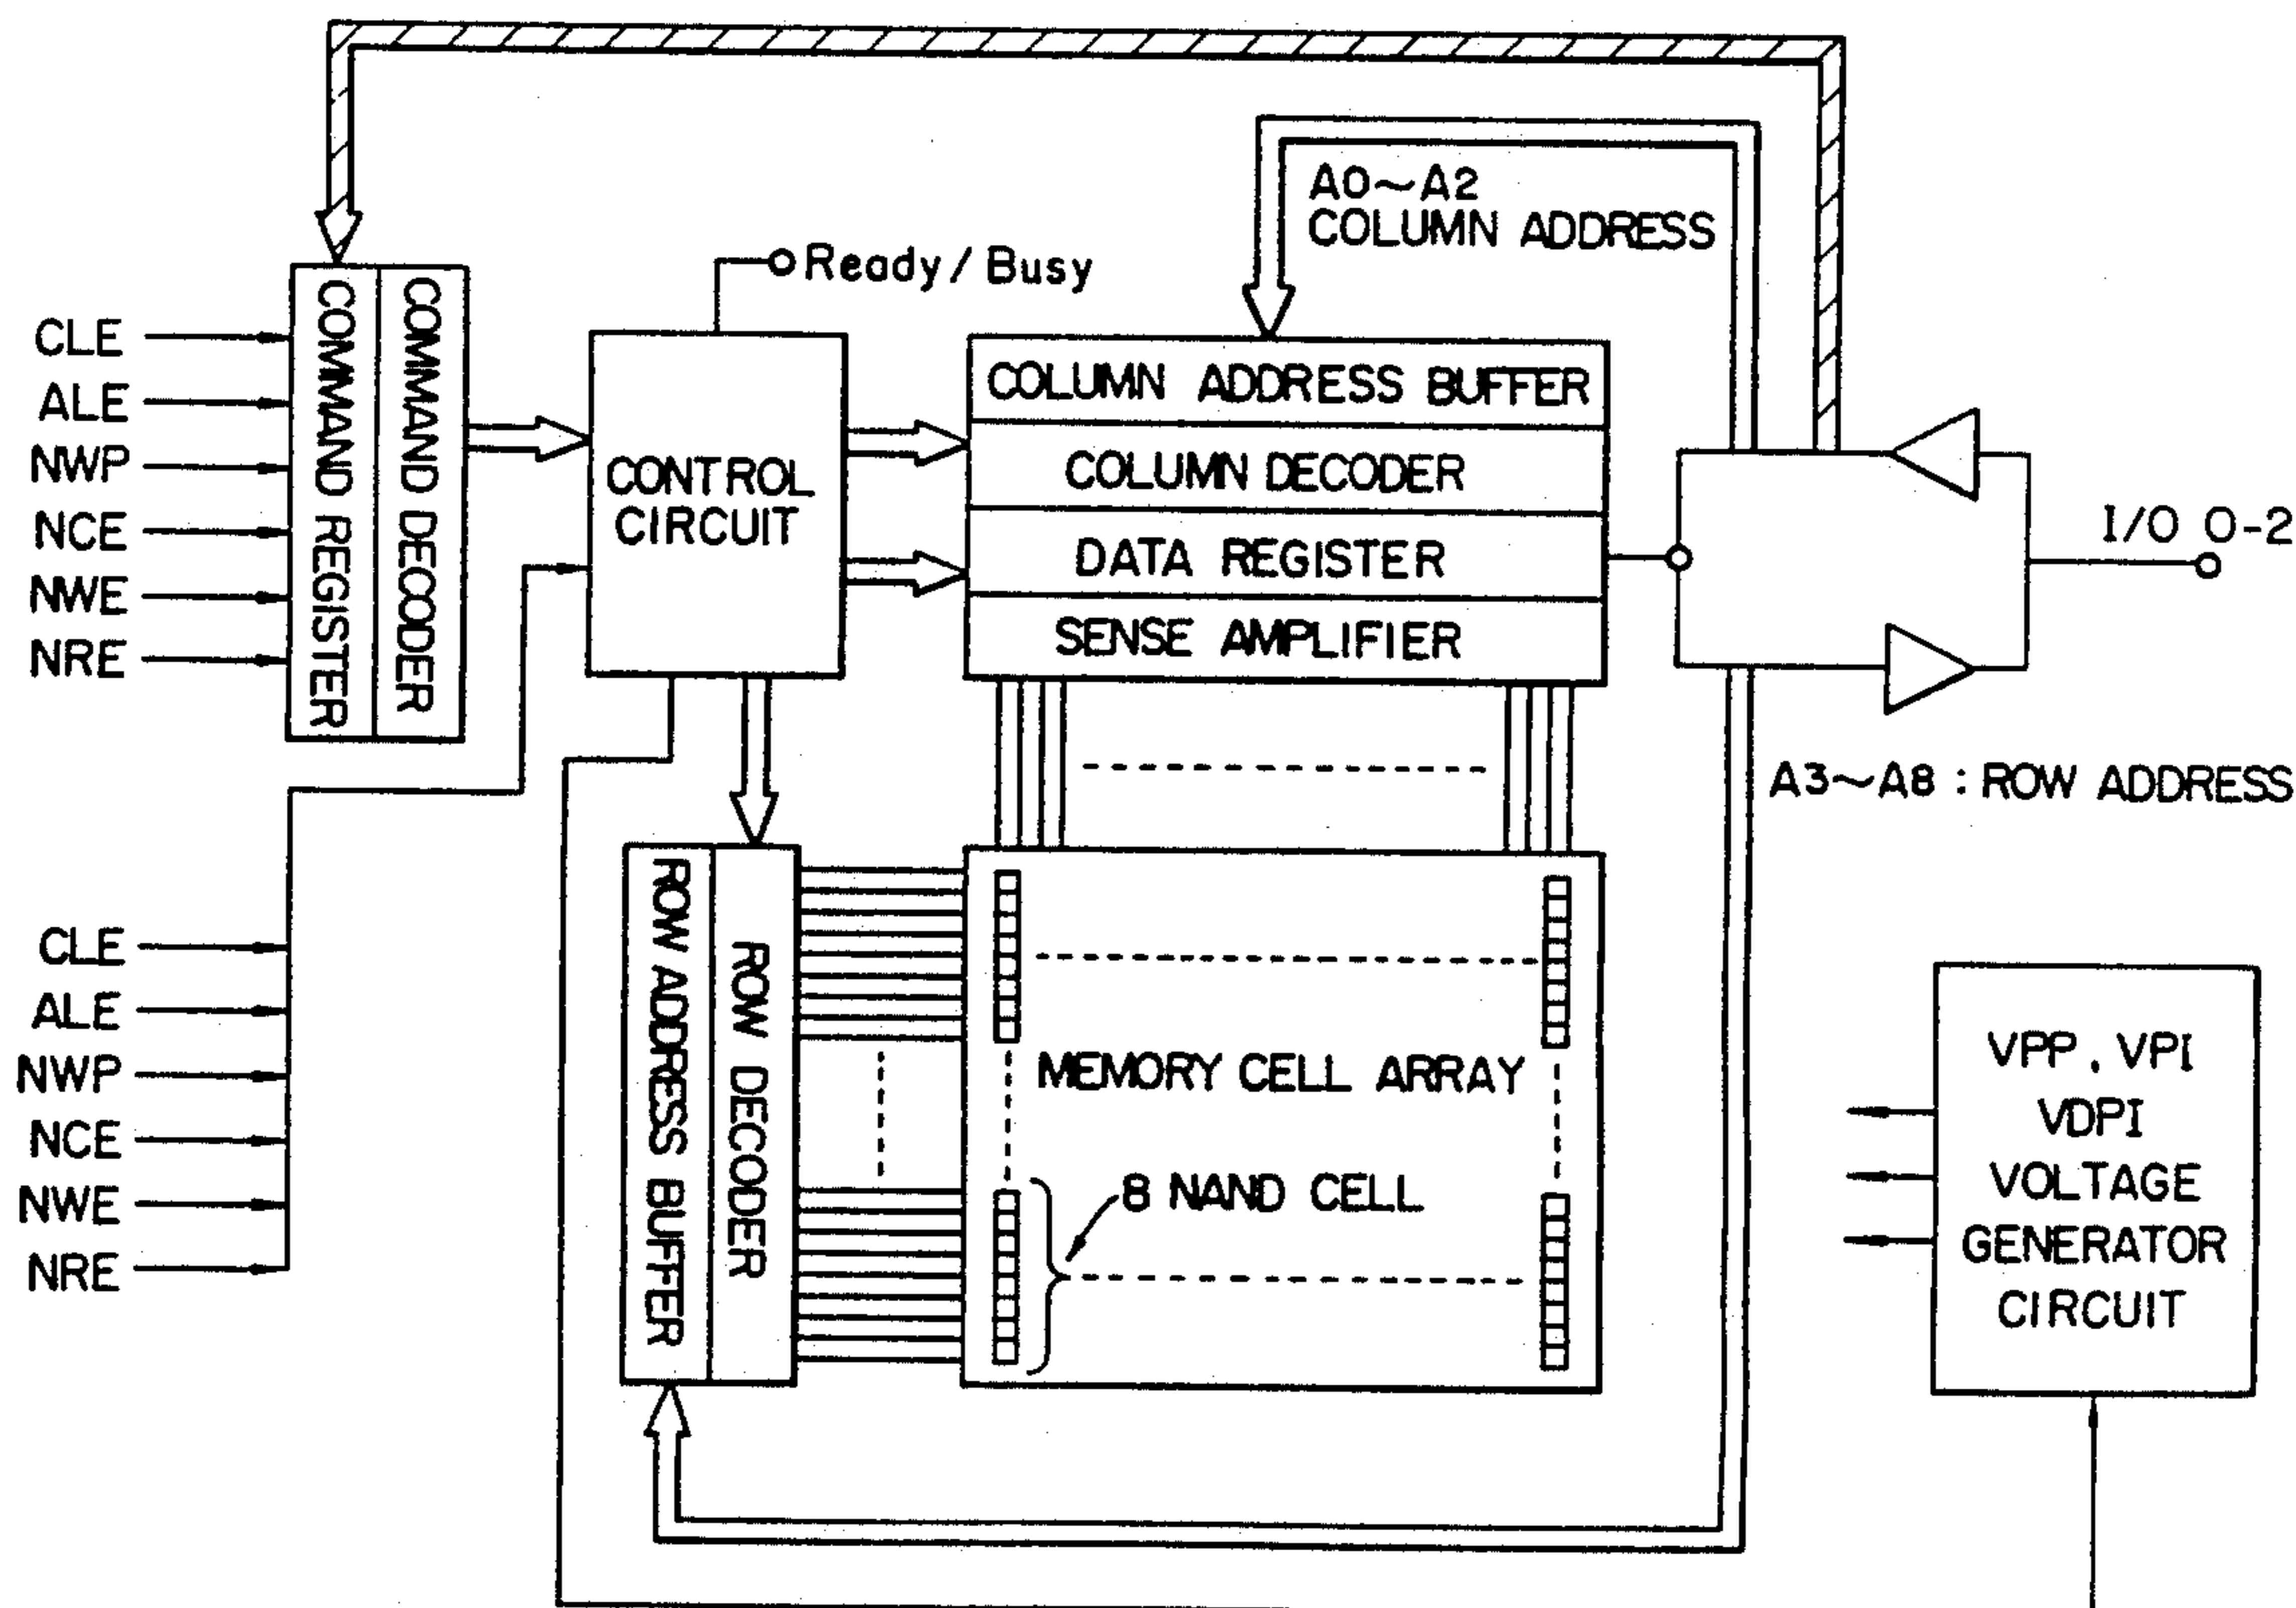 A0~A2
COLUMN ADDRESS
Ready / Busy
CLE
ALE
NWP
NCE
NWE
NRE
COMMAND REGISTER
COMMAND DECODER
CONTROL
CIRCUIT
COLUMN ADDRESS BUFFER
COLUMN DECODER
DATA REGISTER
SENSE AMPLIFIER
I/O 0-2
A3~A8 : ROW ADDRESS
CLE
ALE
NWP
NCE
NWE
NRE
ROW ADDRESS BUFFER
ROW DECODER
MEMORY CELL ARRAY
8 NAND CELL
VPP, VPI
VDPI
VOLTAGE
GENERATOR
CIRCUIT